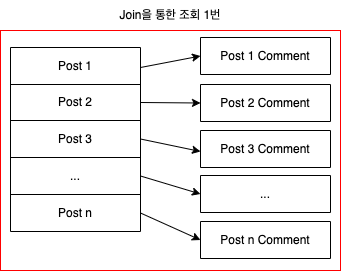 Join을 통한 조회 1번
Post 1
Post 1 Comment
Post 2
Post 2 Comment
Post 3
Post 3 Comment
...
...
Post n
Post n Comment